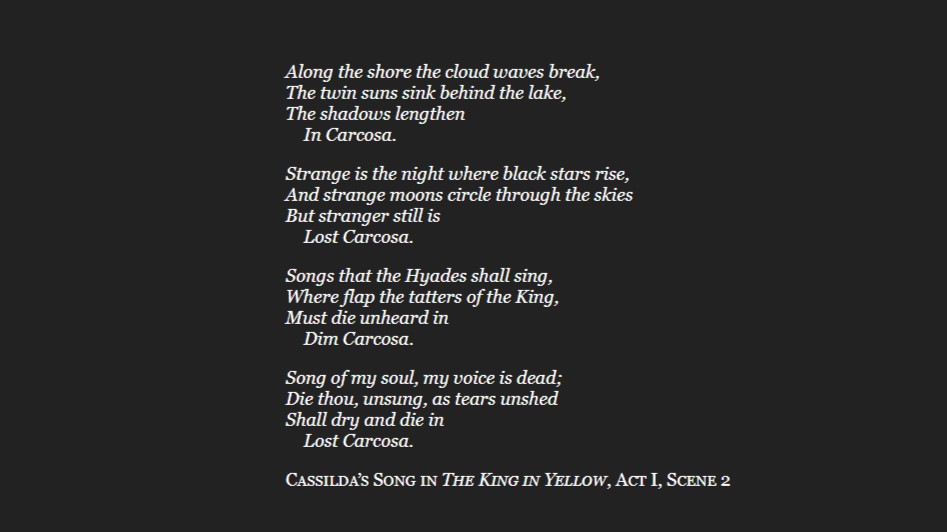 Along the shore the cloud waves break,
The twin suns sink behind the lake,
The shadows lengthen
In Carcosa.
Strange is the night where black stars rise,
And strange moons circle through the skies
But stranger still is
Lost Carcosa.
Songs that the Hyades shall sing,
Where flap the tatters of the King,
Must die unheard in
Dim Carcosa.
Song of my soul, my voice is dead;
Die thou, unsung, as tears unshed
Shall dry and die in
Lost Carcosa.
Cassilda’s Song in The King in Yellow, Act I, Scene 2